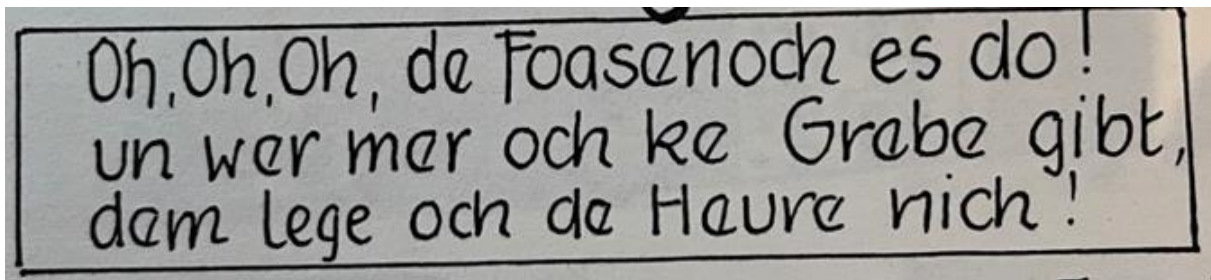 Oh, Oh, Oh, de Foasenoch es do!
un wer mer och ke Grebe gibt,
dem lege och de Heure nich!